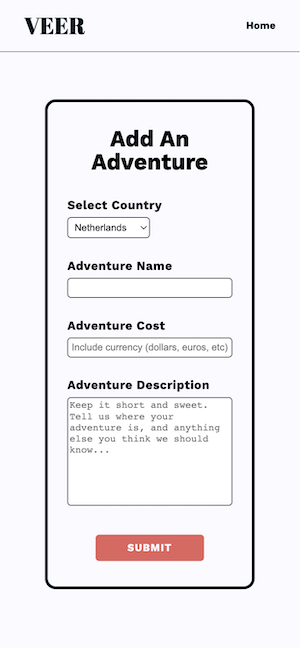 VEER
Home
Add An
Adventure
Select Country
Netherlands
Adventure Name
Adventure Cost
Include currency (dollars, euros, etc)
Adventure Description
Keep it short and sweet.
Tell us where your
adventure is, and anything
else you think we should
know...
SUBMIT